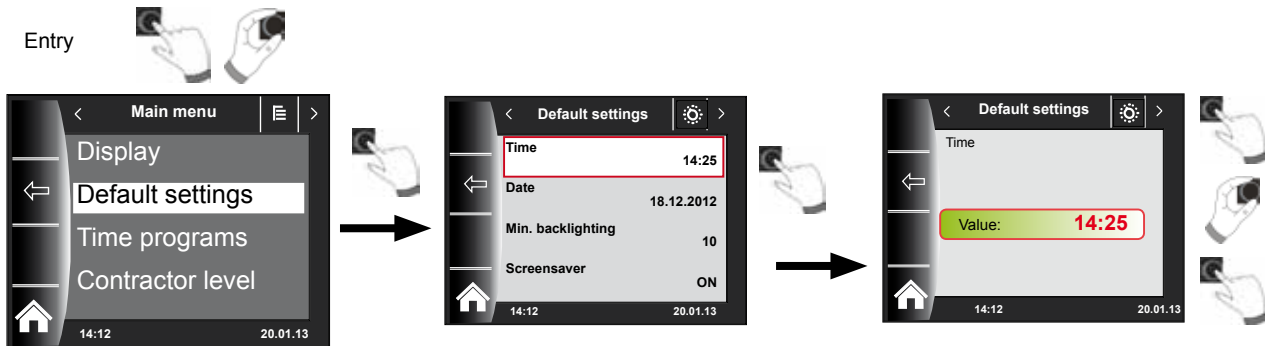 Entry
Main menu
Display
Default settings
Time programs
Contractor level
14:12 20.01.13
Default settings
Time
14:25
Date
18.12.2012
Min. backlighting
10
Screensaver
ON
14:12 20.01.13
Default settings
Time
Value: 14:25
14:12 20.01.13